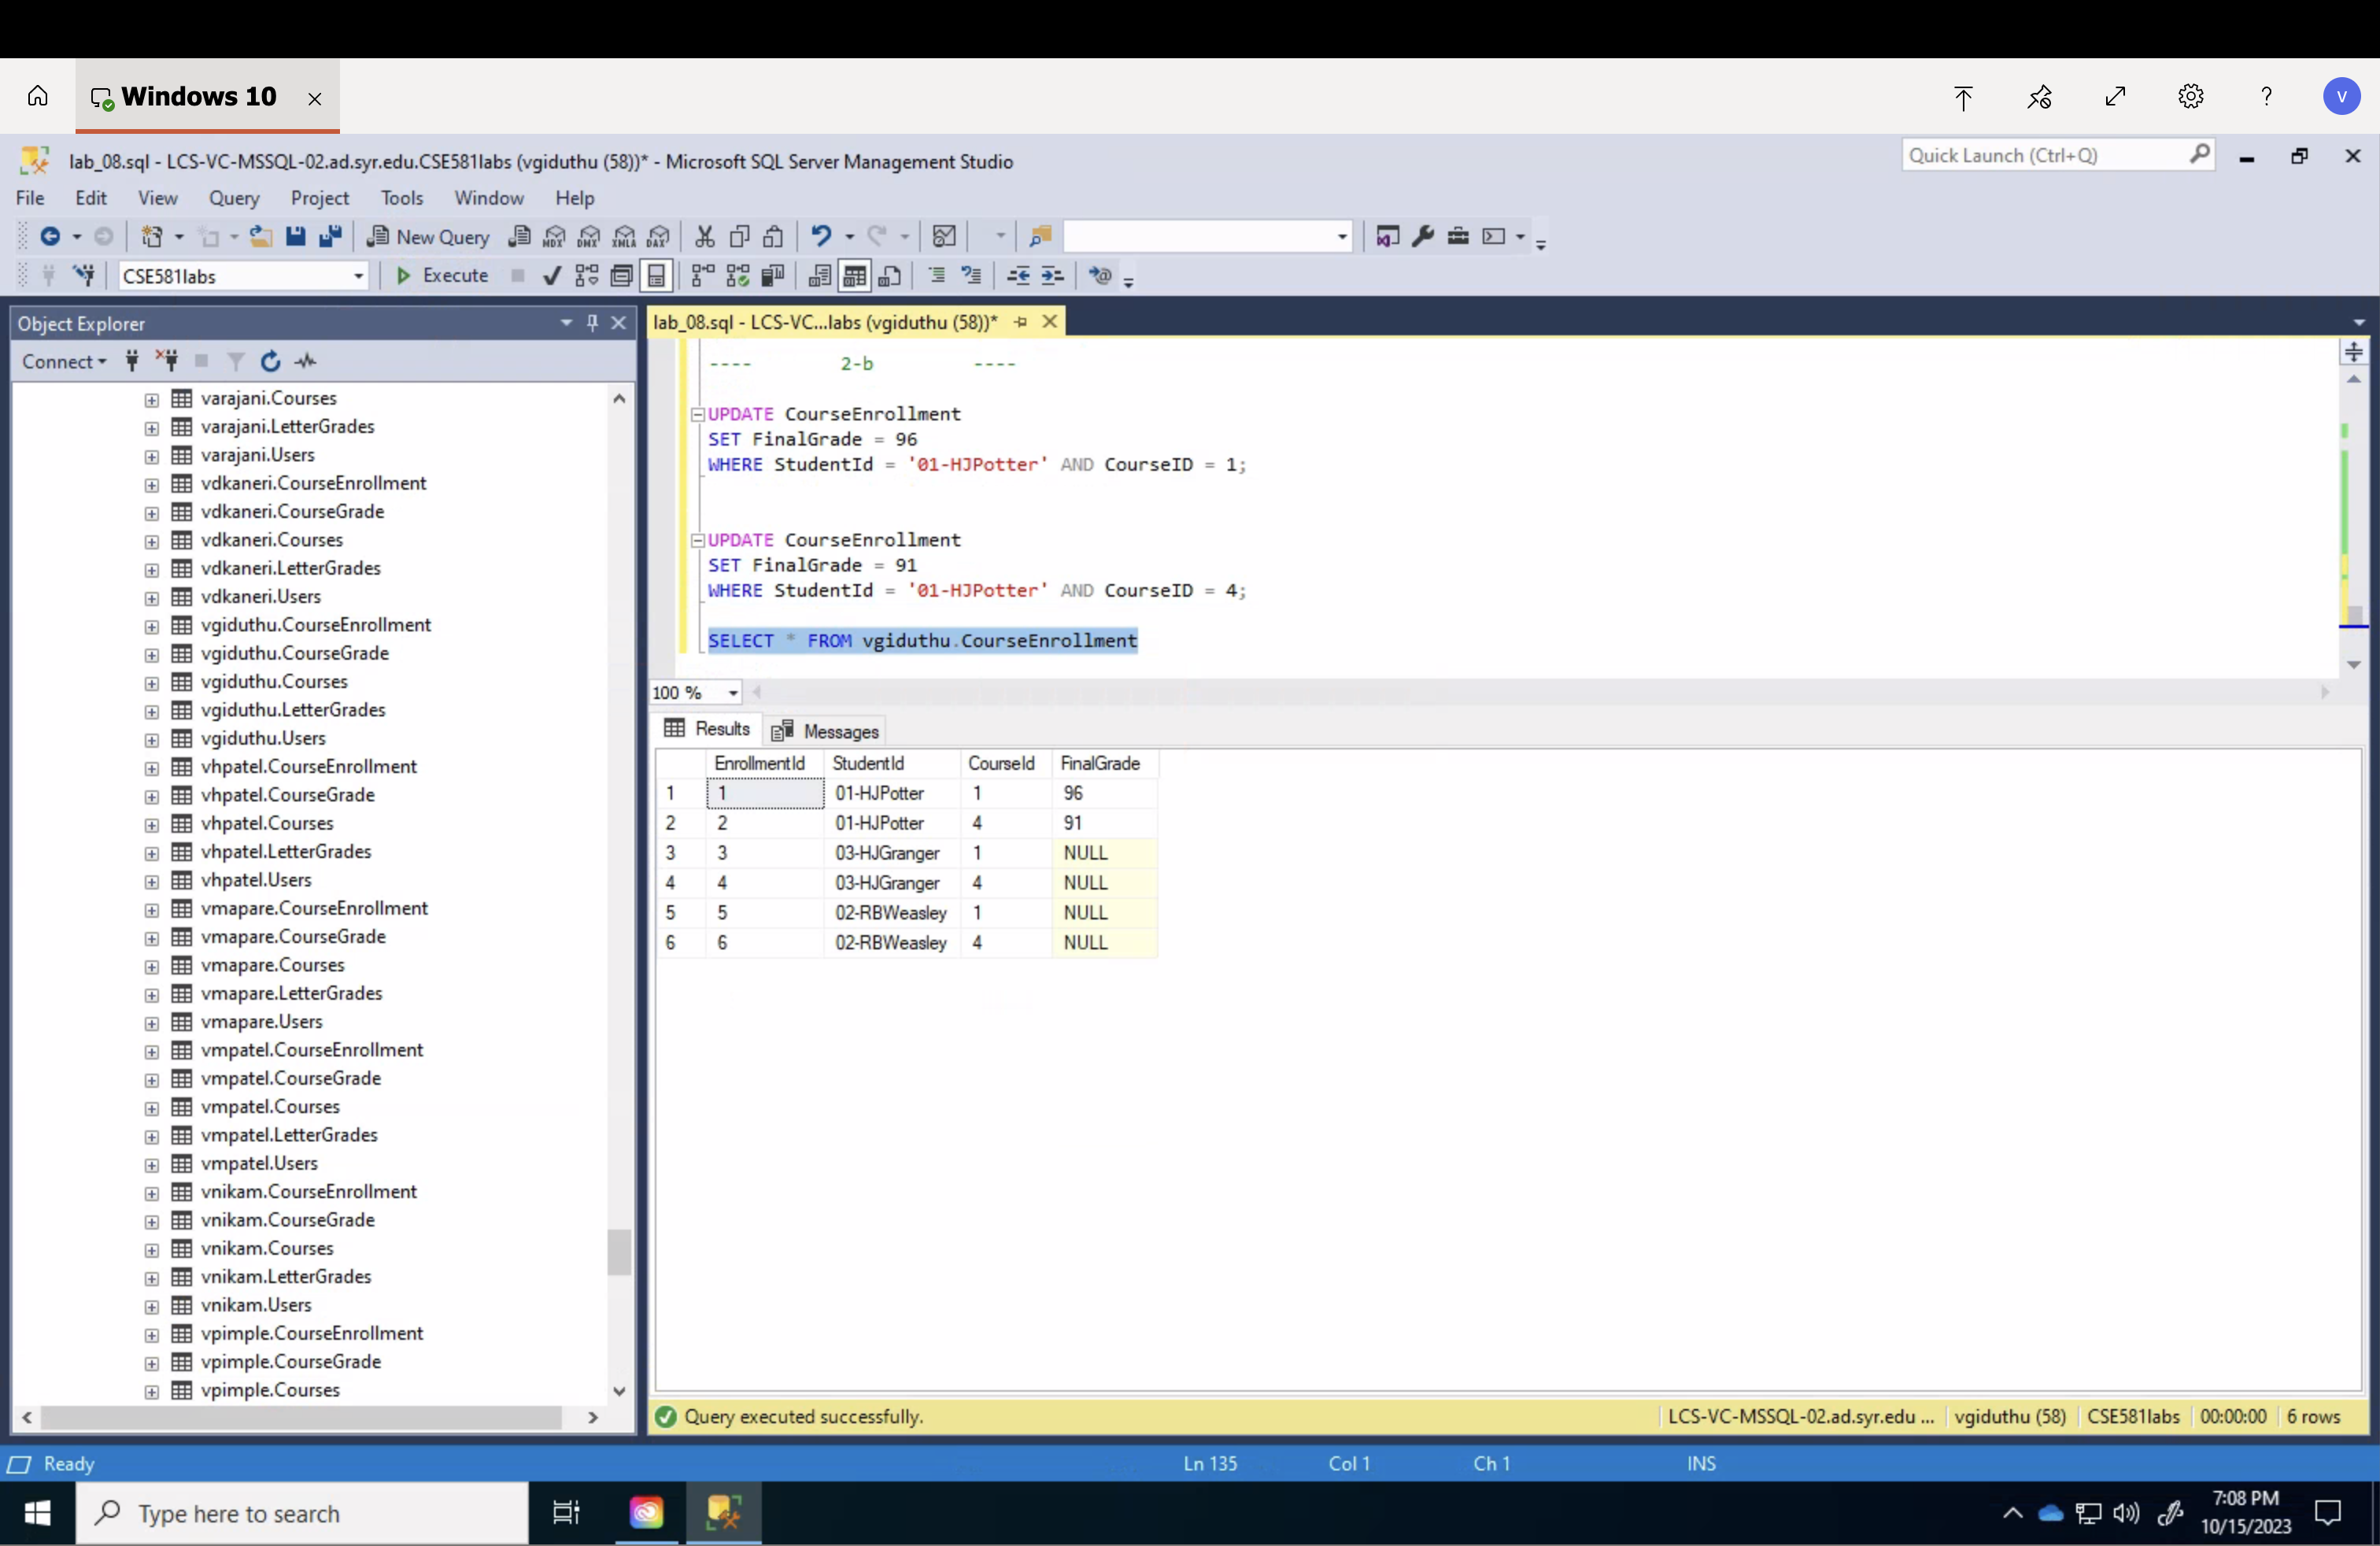 Windows 10
V
lab_08.sql - LCS-VC-MSSQL-02.ad.syr.edu.CSE581labs (vgiduthu (58))* - Microsoft SQL Server Management Studio
Quick Launch (Ctrl+Q)
File Edit View Query Project Tools Window Help
New Query MDX DMX XMLA DAX
CSE581labs Execute
Object Explorer
Connect
varajani.Courses
varajani.LetterGrades
varajani.Users
vdkaneri.CourseEnrollment
vdkaneri.CourseGrade
vdkaneri.Courses
vdkaneri.LetterGrades
vdkaneri.Users
vgiduthu.CourseEnrollment
vgiduthu.CourseGrade
vgiduthu.Courses
vgiduthu.LetterGrades
vgiduthu.Users
vhpatel.CourseEnrollment
vhpatel.CourseGrade
vhpatel.Courses
vhpatel.LetterGrades
vhpatel.Users
vmapare.CourseEnrollment
vmapare.CourseGrade
vmapare.Courses
vmapare.LetterGrades
vmapare.Users
vmpatel.CourseEnrollment
vmpatel.CourseGrade
vmpatel.Courses
vmpatel.LetterGrades
vmpatel.Users
vnikam.CourseEnrollment
vnikam.CourseGrade
vnikam.Courses
vnikam.LetterGrades
vnikam.Users
vpimple.CourseEnrollment
vpimple.CourseGrade
vpimple.Courses
lab_08.sql - LCS-VC...labs (vgiduthu (58))*
---- 2-b ----
UPDATE CourseEnrollment
SET FinalGrade = 96
WHERE StudentId = '01-HJPotter' AND CourseID = 1;
UPDATE CourseEnrollment
SET FinalGrade = 91
WHERE StudentId = '01-HJPotter' AND CourseID = 4;
SELECT * FROM vgiduthu.CourseEnrollment
100 %
Results Messages
EnrollmentId StudentId CourseId FinalGrade
1 1 01-HJPotter 1 96
2 2 01-HJPotter 4 91
3 3 03-HJGranger 1 NULL
4 4 03-HJGranger 4 NULL
5 5 02-RBWeasley 1 NULL
6 6 02-RBWeasley 4 NULL
Query executed successfully. LCS-VC-MSSQL-02.ad.syr.edu ... vgiduthu (58) CSE581labs 00:00:00 6 rows
Ready Ln 135 Col 1 Ch 1 INS
Type here to search
7:08 PM
10/15/2023